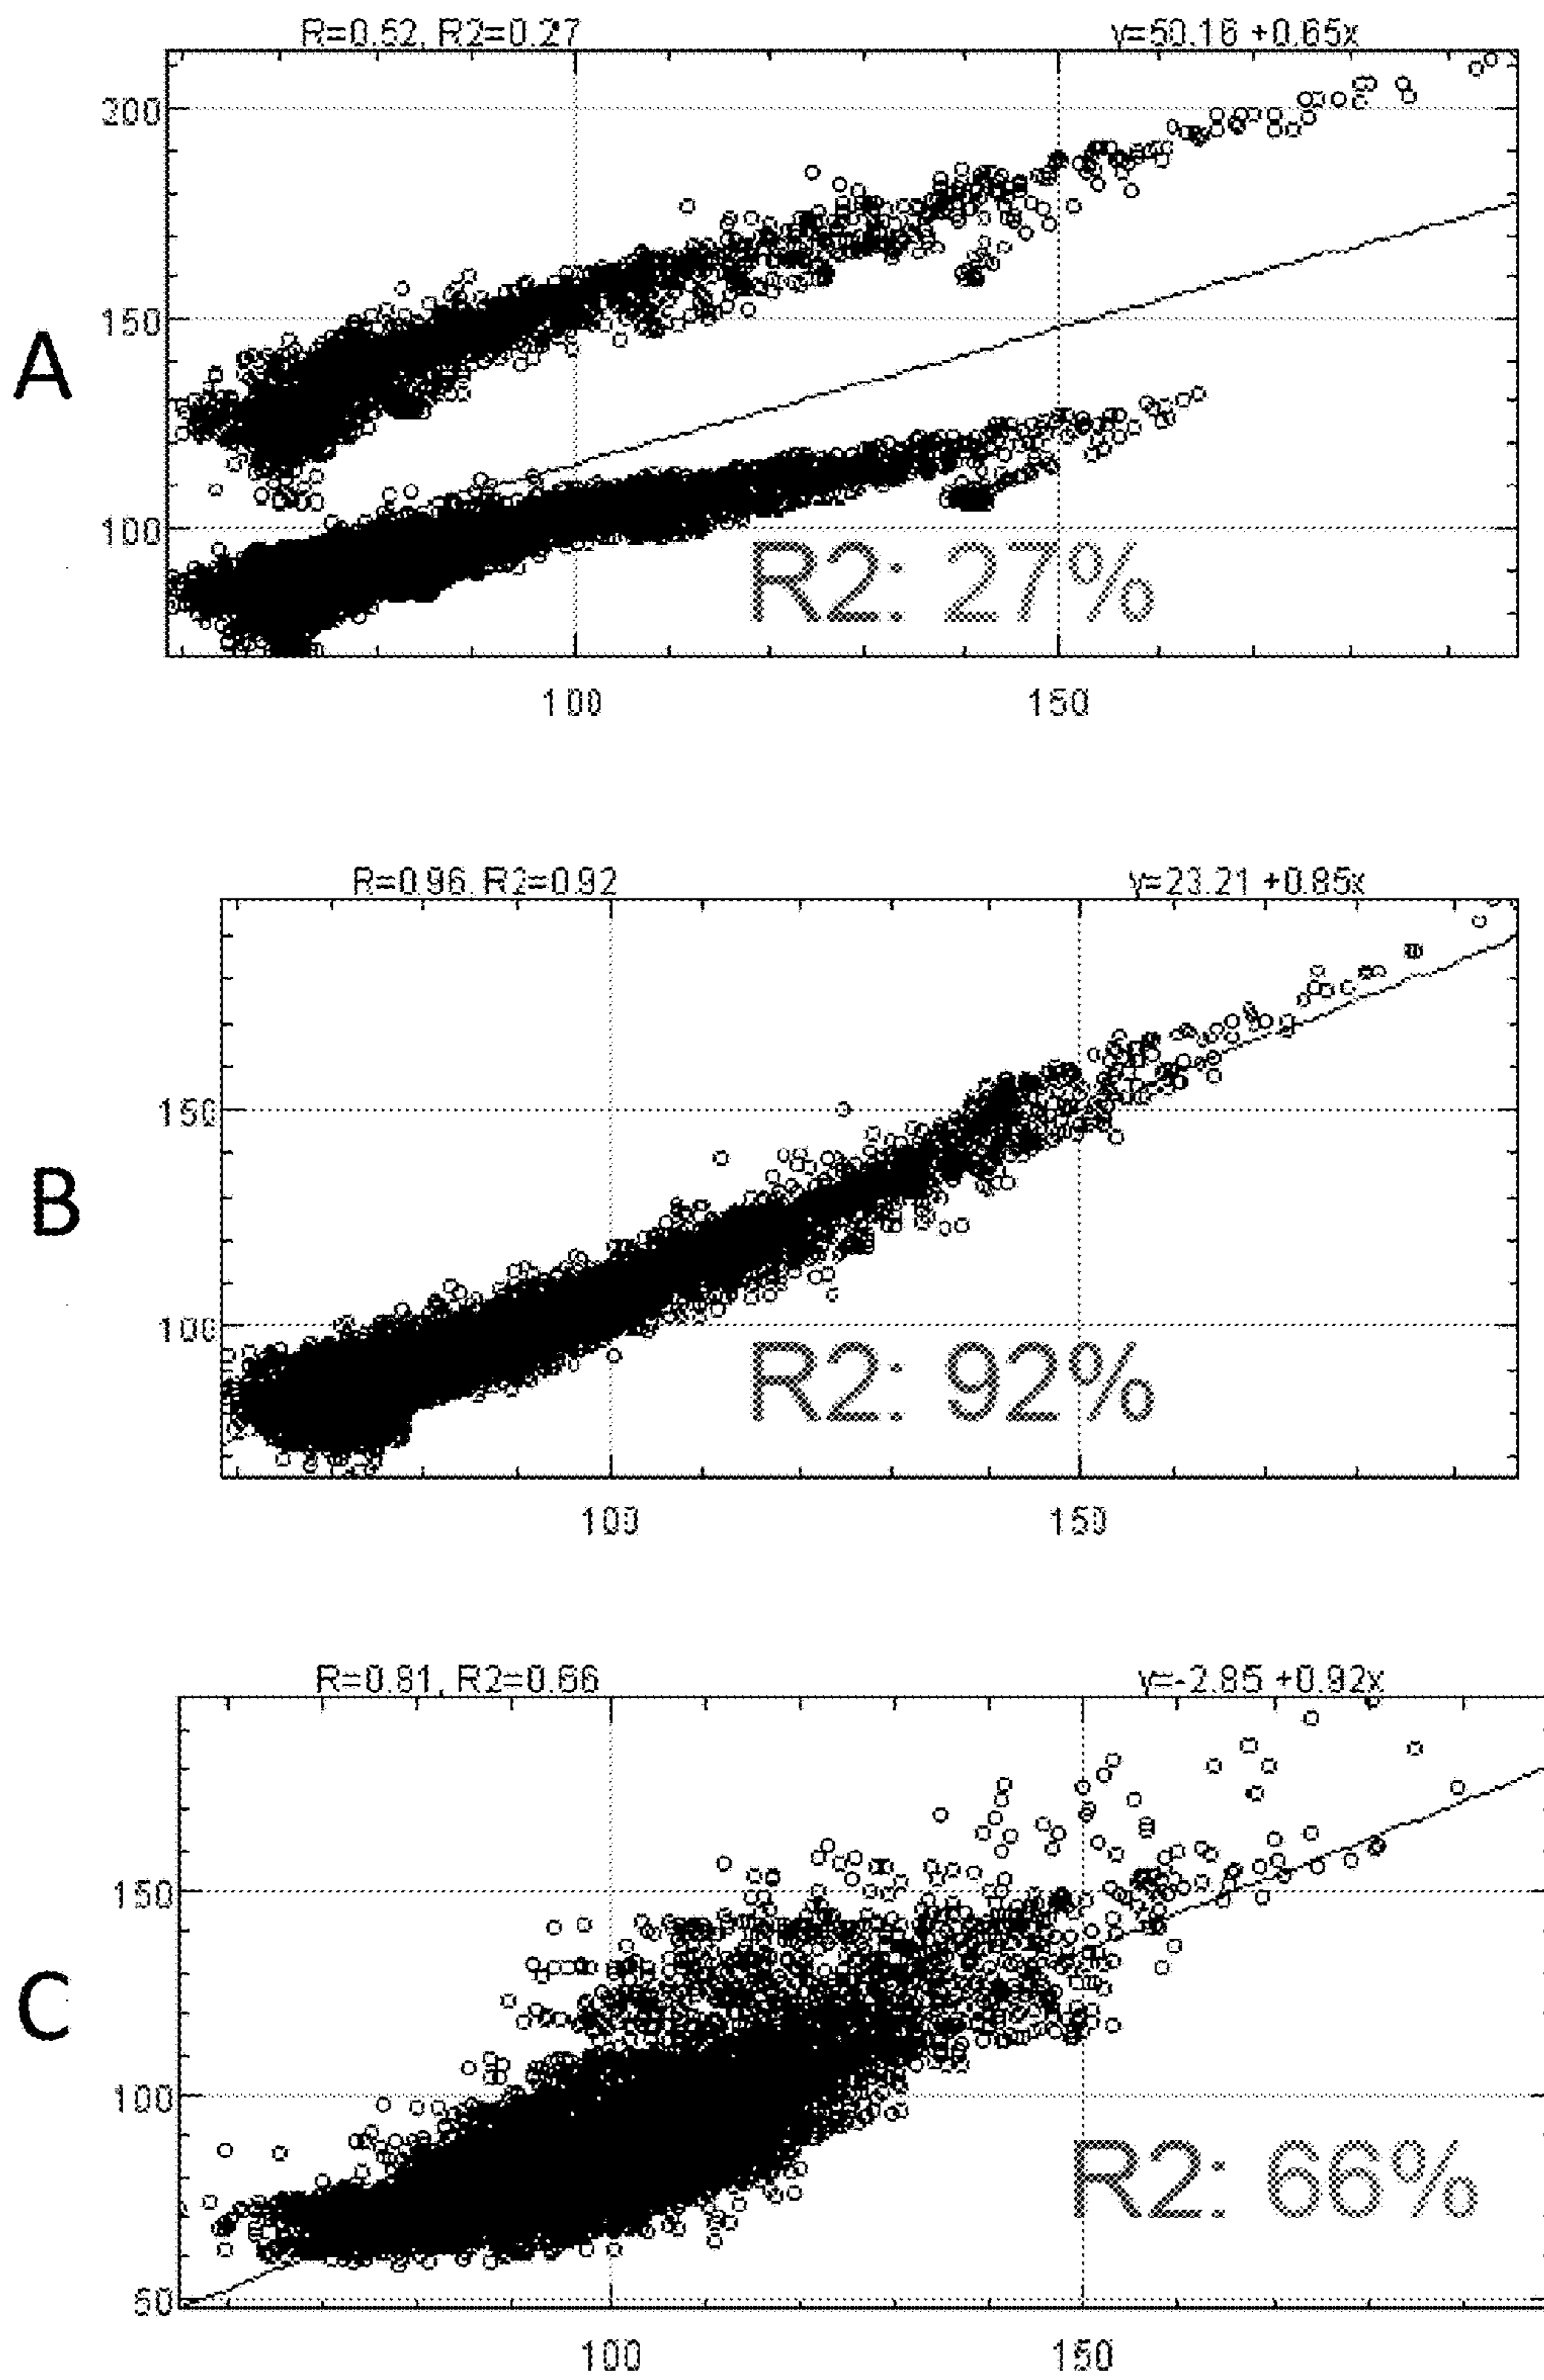 R=0.52, R2=0.27 y=50.16 +0.65x
200
150
A
100
R2: 27%
100 150
R=0.96, R2=0.92 y=23.21 +0.85x
150
B
100
R2: 92%
100 150
R=0.81, R2=0.66 y=-2.85 +0.92x
150
C
100
R2: 66%
50
100 150